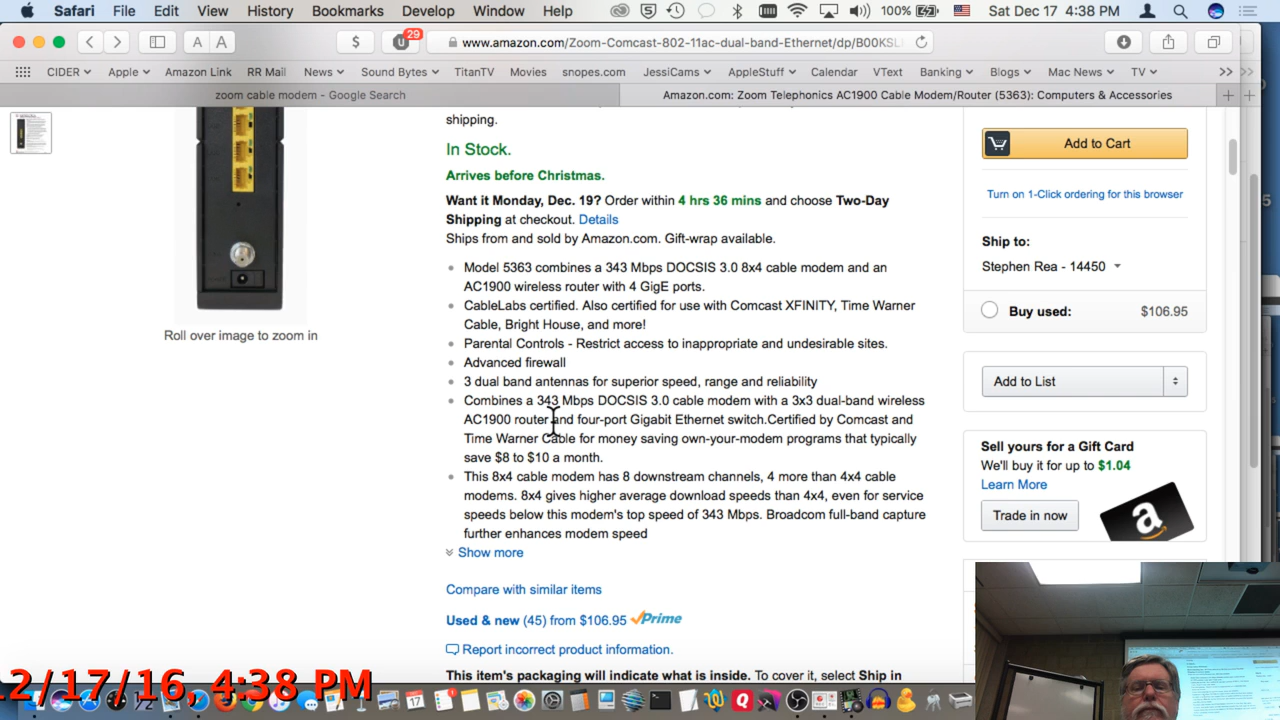 Safari File Edit View History Bookmarks Develop Window Help 5 100% Sat Dec 17 4:38 PM
A A $ 29 www.amazon.com/Zoom-Comcast-802-11ac-dual-band-Ethernet/dp/B00KSL
CIDER Apple Amazon Link RR Mail News Sound Bytes TitanTV Movies snopes.com JessiCams AppleStuff Calendar VText Banking Blogs Mac News TV
zoom cable modem - Google Search Amazon.com: Zoom Telephonics AC1900 Cable Modem/Router (5363): Computers & Accessories
shipping.
In Stock.
Arrives before Christmas.
Want it Monday, Dec. 19? Order within 4 hrs 36 mins and choose Two-Day
Shipping at checkout. Details
Ships from and sold by Amazon.com. Gift-wrap available.
Model 5363 combines a 343 Mbps DOCSIS 3.0 8x4 cable modem and an
AC1900 wireless router with 4 GigE ports.
CableLabs certified. Also certified for use with Comcast XFINITY, Time Warner
Cable, Bright House, and more!
Parental Controls - Restrict access to inappropriate and undesirable sites.
Advanced firewall
3 dual band antennas for superior speed, range and reliability
Combines a 343 Mbps DOCSIS 3.0 cable modem with a 3x3 dual-band wireless
AC1900 router and four-port Gigabit Ethernet switch.Certified by Comcast and
Time Warner Cable for money saving own-your-modem programs that typically
save $8 to $10 a month.
This 8x4 cable modem has 8 downstream channels, 4 more than 4x4 cable
modems. 8x4 gives higher average download speeds than 4x4, even for service
speeds below this modem's top speed of 343 Mbps. Broadcom full-band capture
further enhances modem speed
Show more
Compare with similar items
Used & new (45) from $106.95 Prime
Report incorrect product information.
Roll over image to zoom in
Add to Cart
Turn on 1-Click ordering for this browser
Ship to:
Stephen Rea - 14450
Buy used: $106.95
Add to List
Sell yours for a Gift Card
We'll buy it for up to $1.04
Learn More
Trade in now
a
2/17/16, 4:38 PM
17